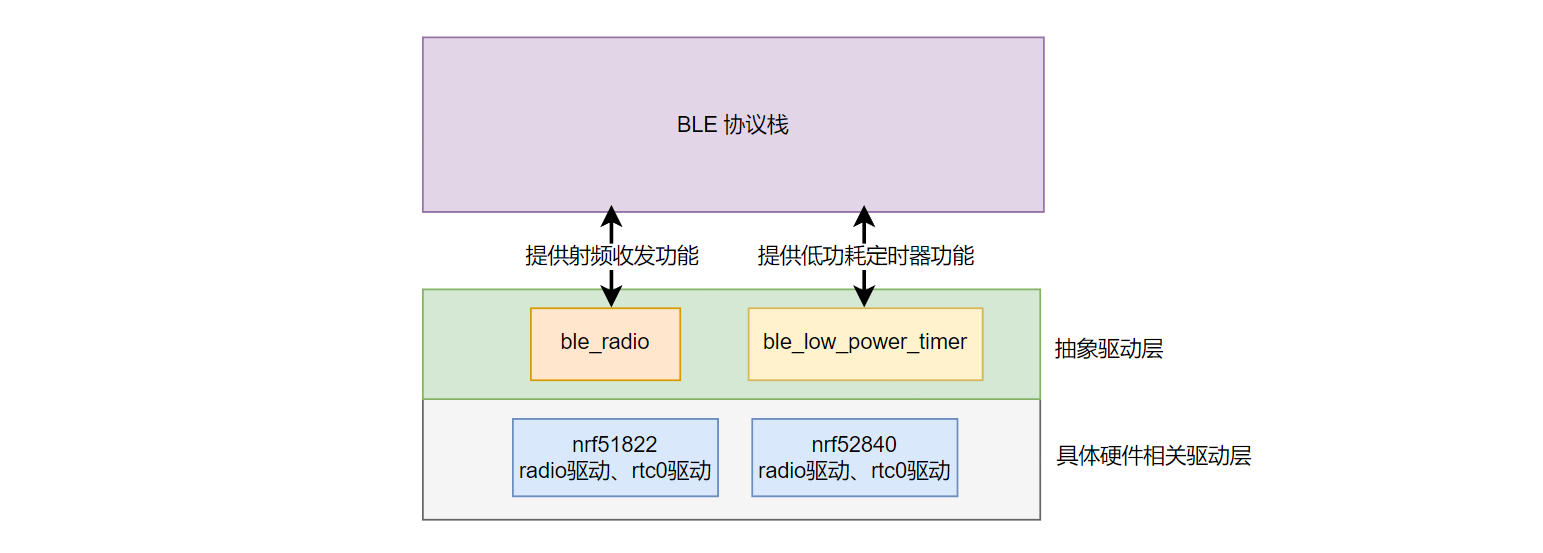 BLE 协议栈
提供射频收发功能
提供低功耗定时器功能
ble_radio
ble_low_power_timer
抽象驱动层
nrf51822
radio驱动、rtc0驱动
nrf52840
radio驱动、rtc0驱动
具体硬件相关驱动层